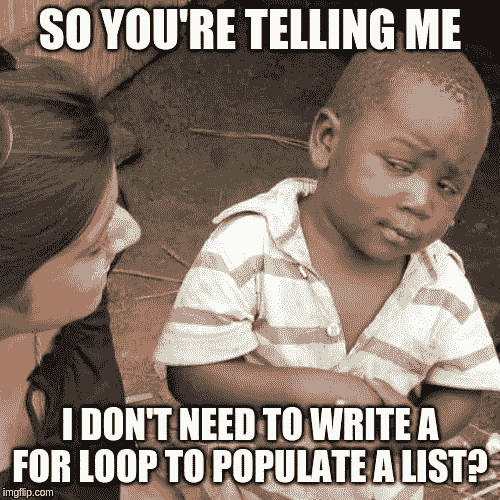 SO YOU'RE TELLING ME
I DON'T NEED TO WRITE A
FOR LOOP TO POPULATE A LIST?
imgflip.com